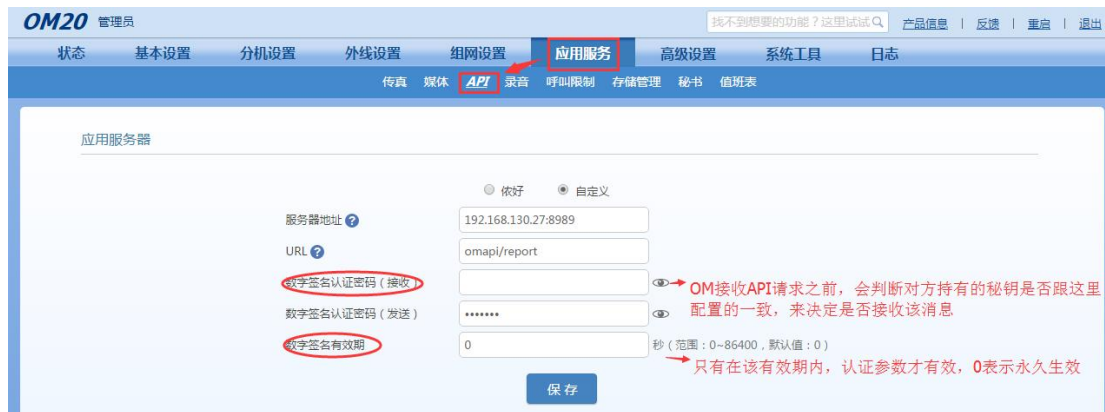 OM20 管理员 找不到想要的功能？这里试试 产品信息 | 反馈 | 重启 | 退出
状态 基本设置 分机设置 外线设置 组网设置 应用服务 高级设置 系统工具 日志
传真 媒体 API 录音 呼叫限制 存储管理 秘书 值班表
应用服务器
依好 自定义
服务器地址 ? 192.168.130.27:8989
URL ? omapi/report
数字签名认证密码（接收）
OM接收API请求之前，会判断对方持有的秘钥是否跟这里
配置的一致，来决定是否接收该消息
数字签名认证密码（发送） •••••••
数字签名有效期 0 秒（范围：0~86400，默认值：0）
只有在该有效期内，认证参数才有效，0表示永久生效
保存